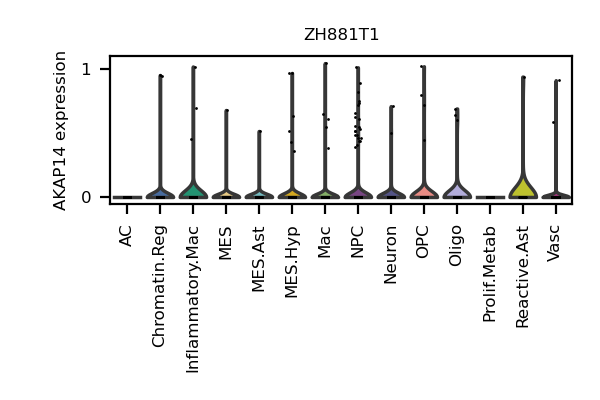 ZH881T1
AKAP14 expression
1
0
AC
Chromatin.Reg
Inflammatory.Mac
MES
MES.Ast
MES.Hyp
Mac
NPC
Neuron
OPC
Oligo
Prolif.Metab
Reactive.Ast
Vasc